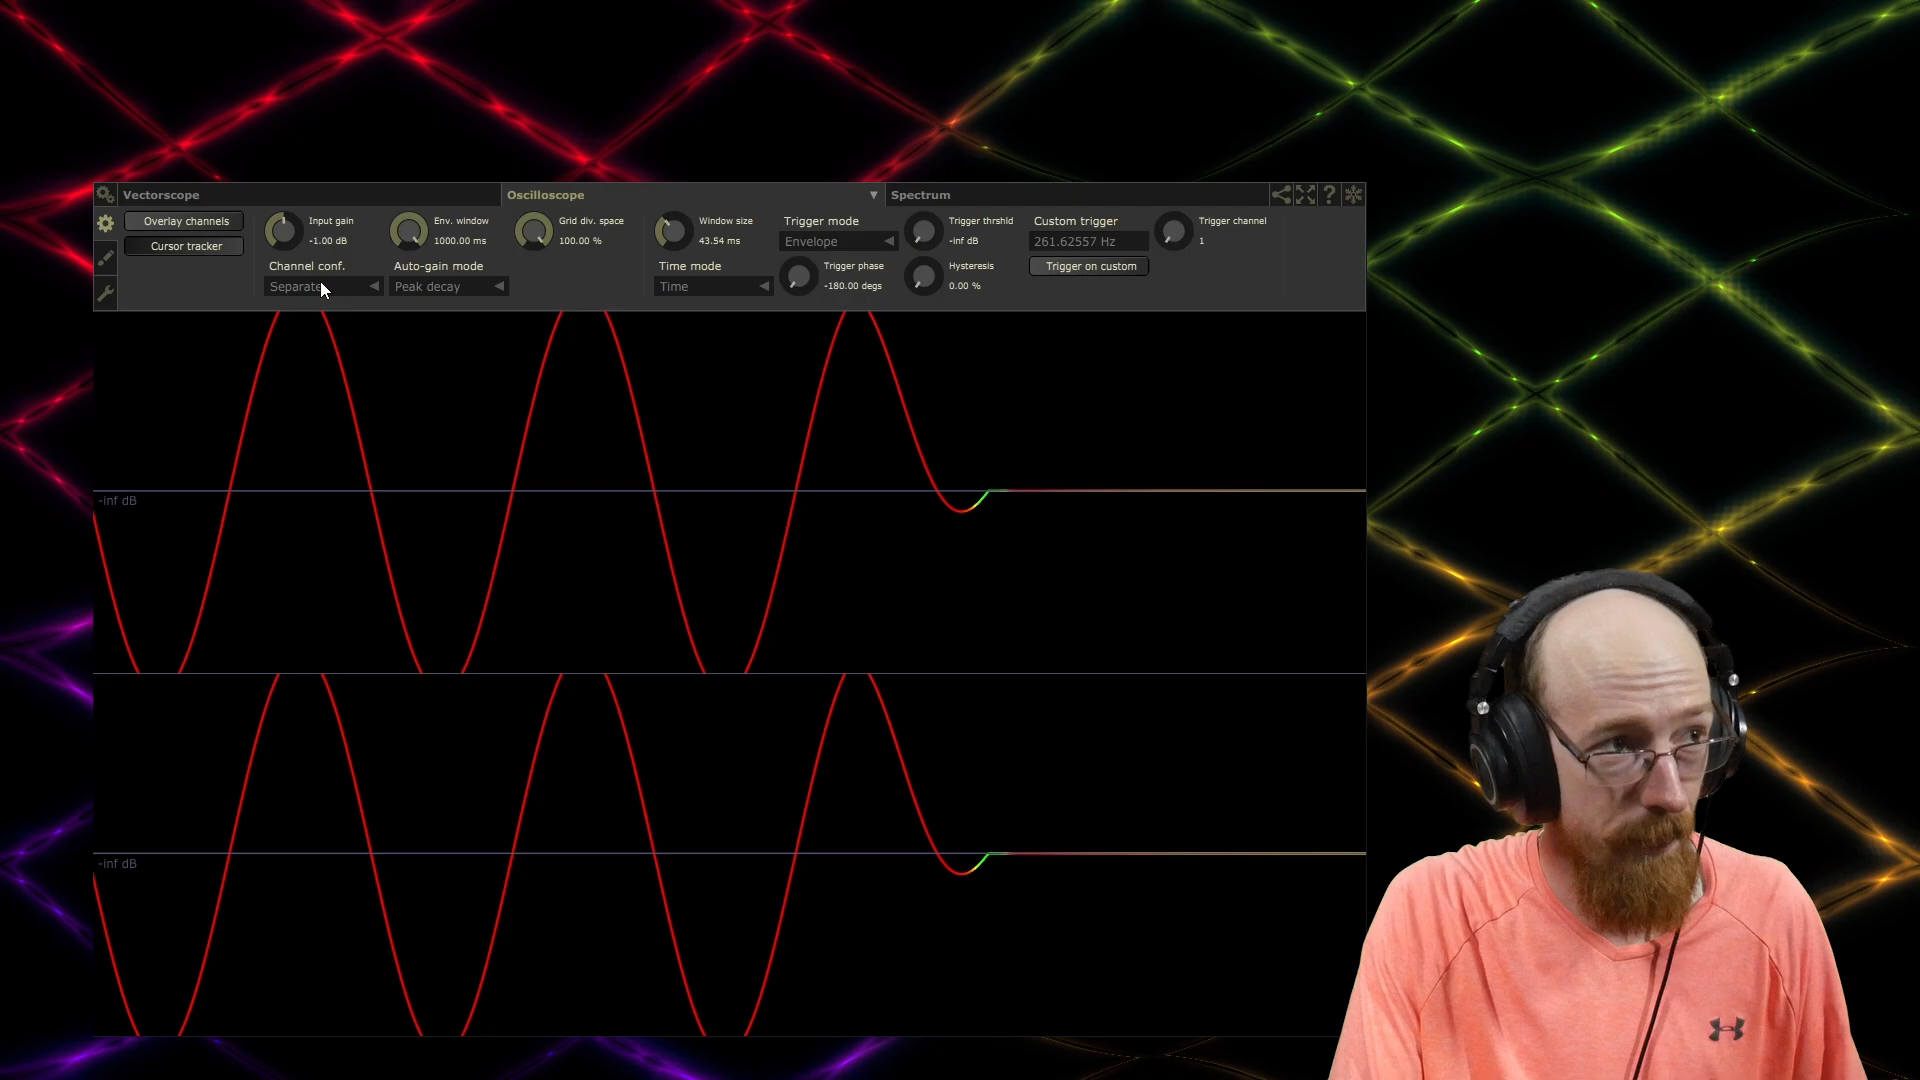 Vectorscope
Oscilloscope
Spectrum
Overlay channels
Cursor tracker
Input gain
-1.00 dB
Env. window
1000.00 ms
Grid div. space
100.00 %
Channel conf.
Separate
Auto-gain mode
Peak decay
Window size
43.54 ms
Time mode
Time
Trigger mode
Envelope
Trigger phase
-180.00 degs
Trigger thrshld
-inf dB
Hysteresis
0.00 %
Custom trigger
261.62557 Hz
Trigger on custom
Trigger channel
1
-inf dB
-inf dB